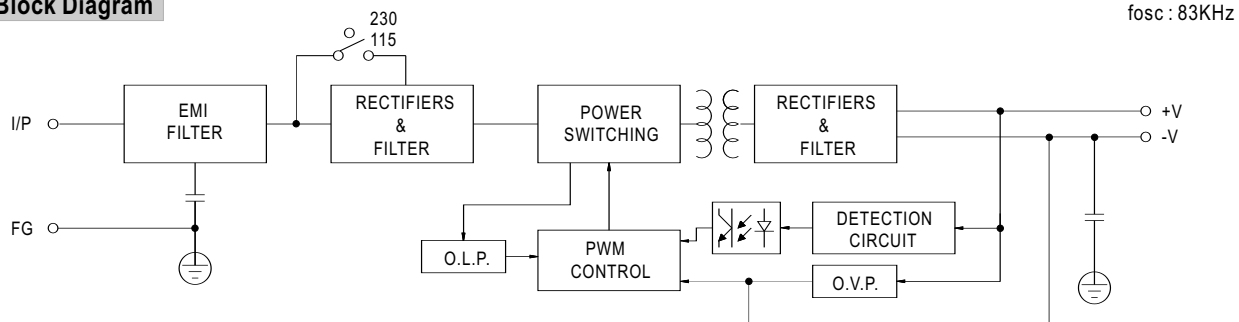 Block Diagram
fosc : 83KHz
230
115
I/P
EMI
FILTER
RECTIFIERS
&
FILTER
POWER
SWITCHING
RECTIFIERS
&
FILTER
+V
-V
FG
O.L.P.
PWM
CONTROL
DETECTION
CIRCUIT
O.V.P.